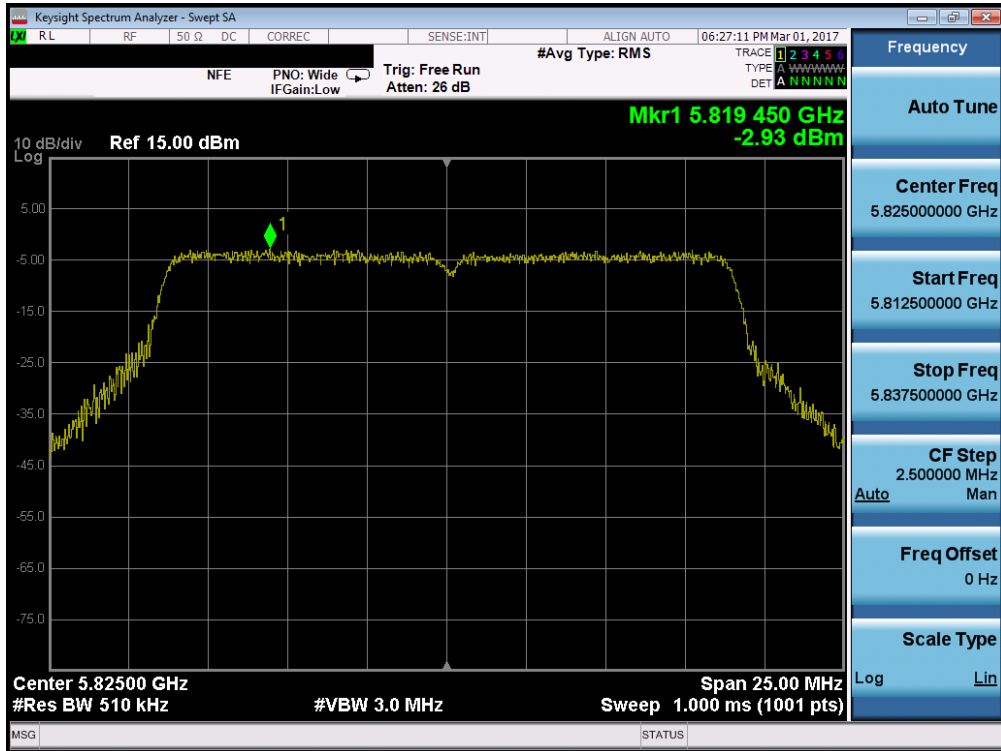 Keysight Spectrum Analyzer - Swept SA
LXI RL RF 50 Ω DC CORREC SENSE:INT ALIGN AUTO 06:27:11 PM Mar 01, 2017
Frequency
#Avg Type: RMS TRACE 1 2 3 4 5 6
NFE PNO: Wide Trig: Free Run TYPE A WWWWW
IFGain:Low Atten: 26 dB DET A N N N N N
Auto Tune
Mkr1 5.819 450 GHz
10 dB/div Ref 15.00 dBm -2.93 dBm
Log
Center Freq
5.825000000 GHz
5.00
1
-5.00
Start Freq
5.812500000 GHz
-15.0
-25.0
Stop Freq
5.837500000 GHz
-35.0
CF Step
-45.0
2.500000 MHz
Auto Man
-55.0
Freq Offset
-65.0
0 Hz
-75.0
Scale Type
Center 5.82500 GHz Span 25.00 MHz
Log Lin
#Res BW 510 kHz #VBW 3.0 MHz Sweep 1.000 ms (1001 pts)
MSG STATUS